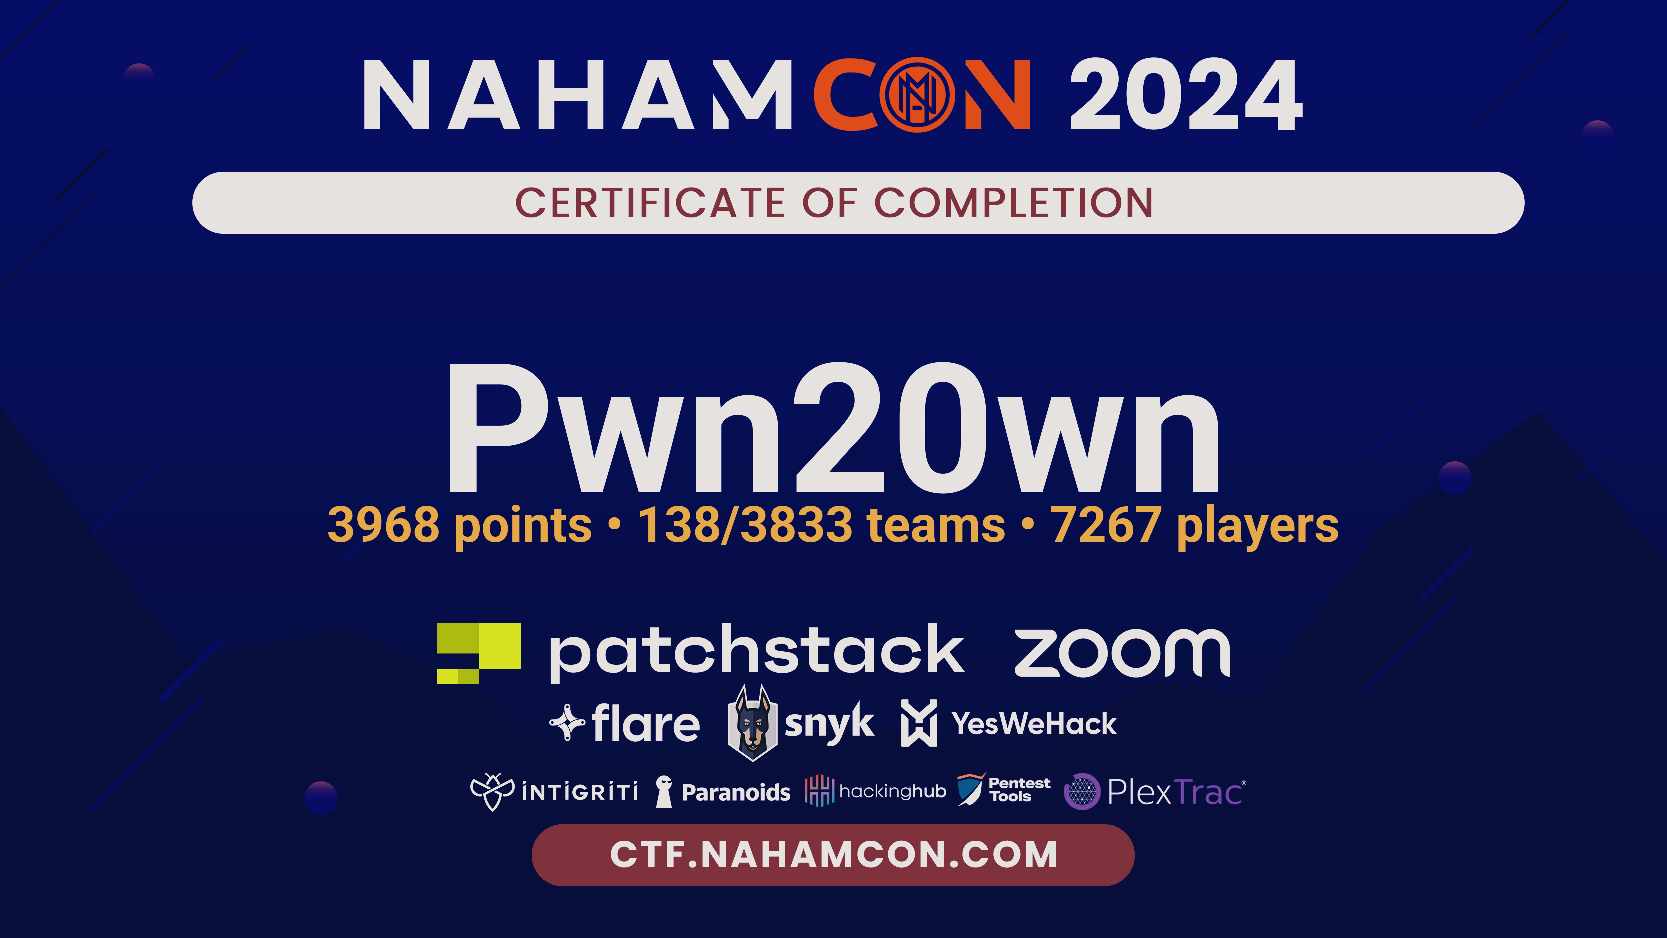 NAHAMCON 2024
CERTIFICATE OF COMPLETION
Pwn20wn
3968 points • 138/3833 teams • 7267 players
patchstack zoom
flare snyk YesWeHack
INTIGRITI Paranoids hackinghub Pentest Tools PlexTrac
CTF.NAHAMCON.COM